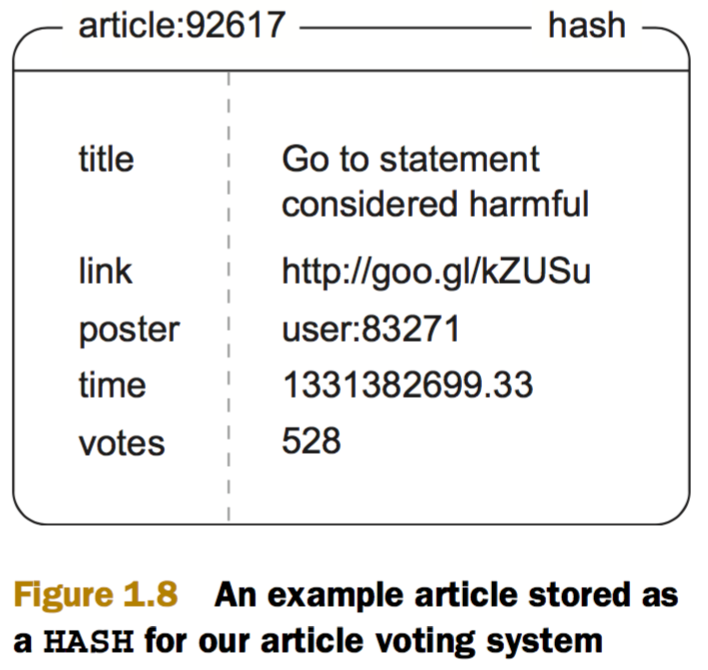 article:92617 hash
title Go to statement
considered harmful
link http://goo.gl/kZUSu
poster user:83271
time 1331382699.33
votes 528
Figure 1.8 An example article stored as
a HASH for our article voting system